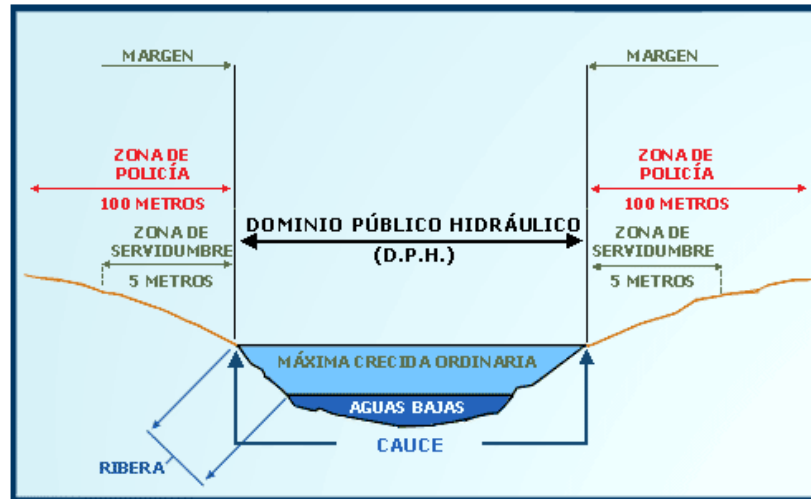 MARGEN
MARGEN
ZONA DE
POLICÍA
100 METROS
ZONA DE
POLICÍA
100 METROS
DOMINIO PÚBLICO HIDRÁULICO
(D.P.H.)
ZONA DE
SERVIDUMBRE
5 METROS
ZONA DE
SERVIDUMBRE
5 METROS
MÁXIMA CRECIDA ORDINARIA
AGUAS BAJAS
CAUCE
RIBERA